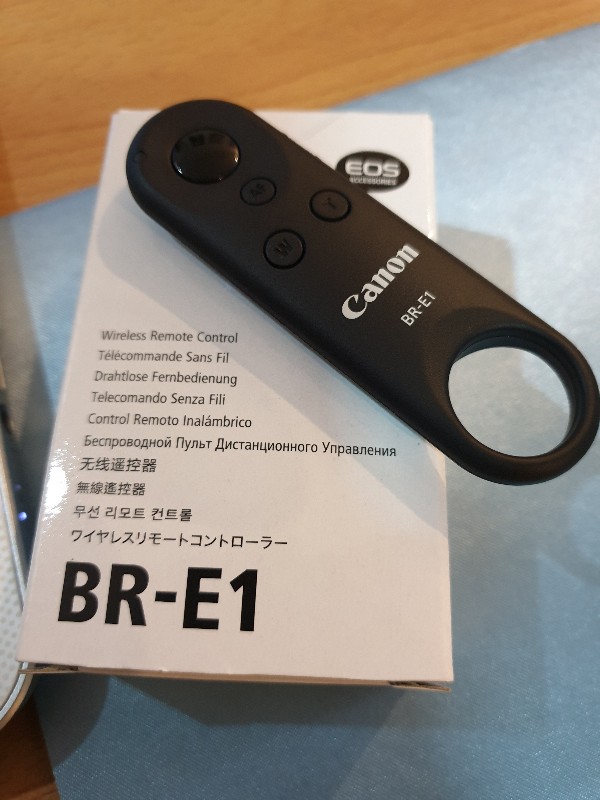 EOS
ACCESSORIES
AF
Y
W
Canon
BR-E1
Wireless Remote Control
Télécommande Sans Fil
Drahtlose Fernbedienung
Telecomando Senza Fili
Control Remoto Inalámbrico
Беспроводной Пульт Дистанционного Управления
无线遥控器
無線遙控器
무선 리모트 컨트롤
ワイヤレスリモートコントローラー
BR-E1